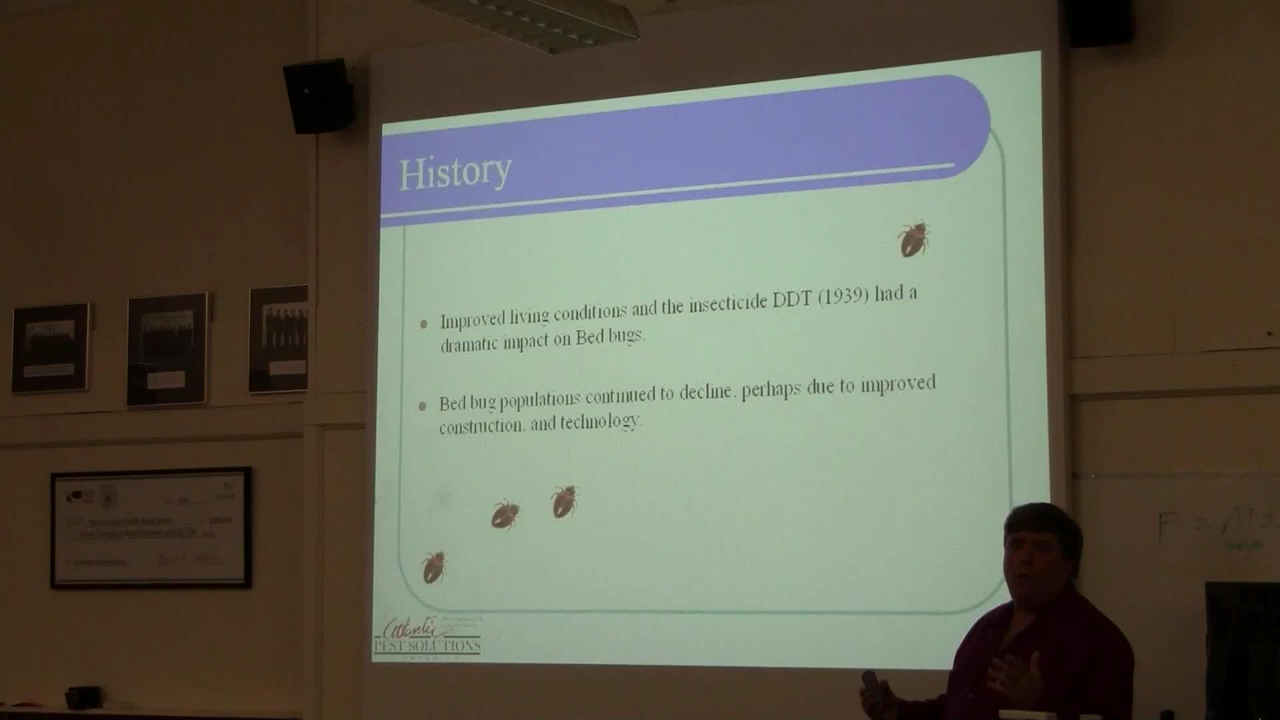 History
Improved living conditions and the insecticide DDT (1939) had a
dramatic impact on Bed bugs.
Bed bug populations continued to decline, perhaps due to improved
construction, and technology.
Atlantic
PEST SOLUTIONS
F =